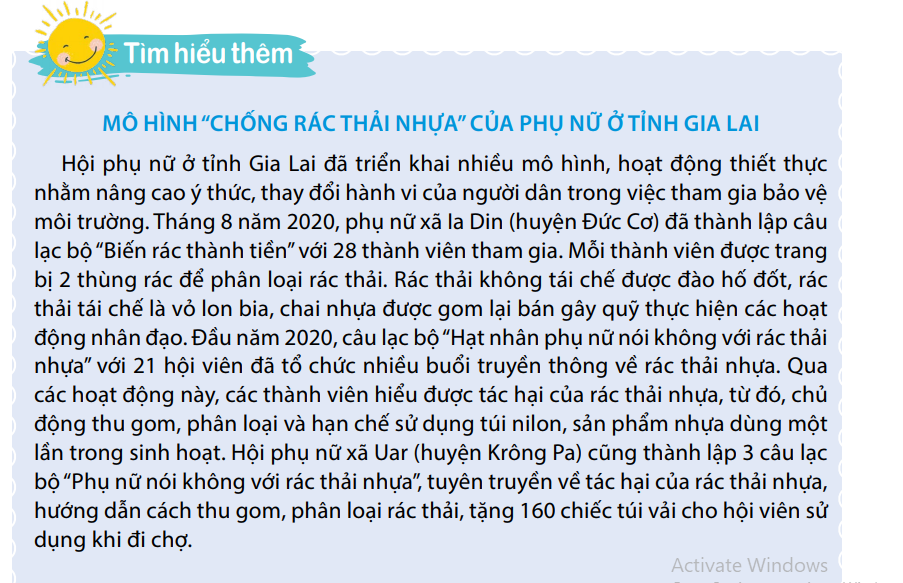 Tìm hiểu thêm
MÔ HÌNH “CHỐNG RÁC THẢI NHỰA” CỦA PHỤ NỮ Ở TỈNH GIA LAI
Hội phụ nữ ở tỉnh Gia Lai đã triển khai nhiều mô hình, hoạt động thiết thực
nhằm nâng cao ý thức, thay đổi hành vi của người dân trong việc tham gia bảo vệ
môi trường. Tháng 8 năm 2020, phụ nữ xã Ia Din (huyện Đức Cơ) đã thành lập câu
lạc bộ “Biến rác thành tiền” với 28 thành viên tham gia. Mỗi thành viên được trang
bị 2 thùng rác để phân loại rác thải. Rác thải không tái chế được đào hố đốt, rác
thải tái chế là vỏ lon bia, chai nhựa được gom lại bán gây quỹ thực hiện các hoạt
động nhân đạo. Đầu năm 2020, câu lạc bộ “Hạt nhân phụ nữ nói không với rác thải
nhựa” với 21 hội viên đã tổ chức nhiều buổi truyền thông về rác thải nhựa. Qua
các hoạt động này, các thành viên hiểu được tác hại của rác thải nhựa, từ đó, chủ
động thu gom, phân loại và hạn chế sử dụng túi nilon, sản phẩm nhựa dùng một
lần trong sinh hoạt. Hội phụ nữ xã Uar (huyện Krông Pa) cũng thành lập 3 câu lạc
bộ “Phụ nữ nói không với rác thải nhựa”, tuyên truyền về tác hại của rác thải nhựa,
hướng dẫn cách thu gom, phân loại rác thải, tặng 160 chiếc túi vải cho hội viên sử
dụng khi đi chợ.
Activate Windows